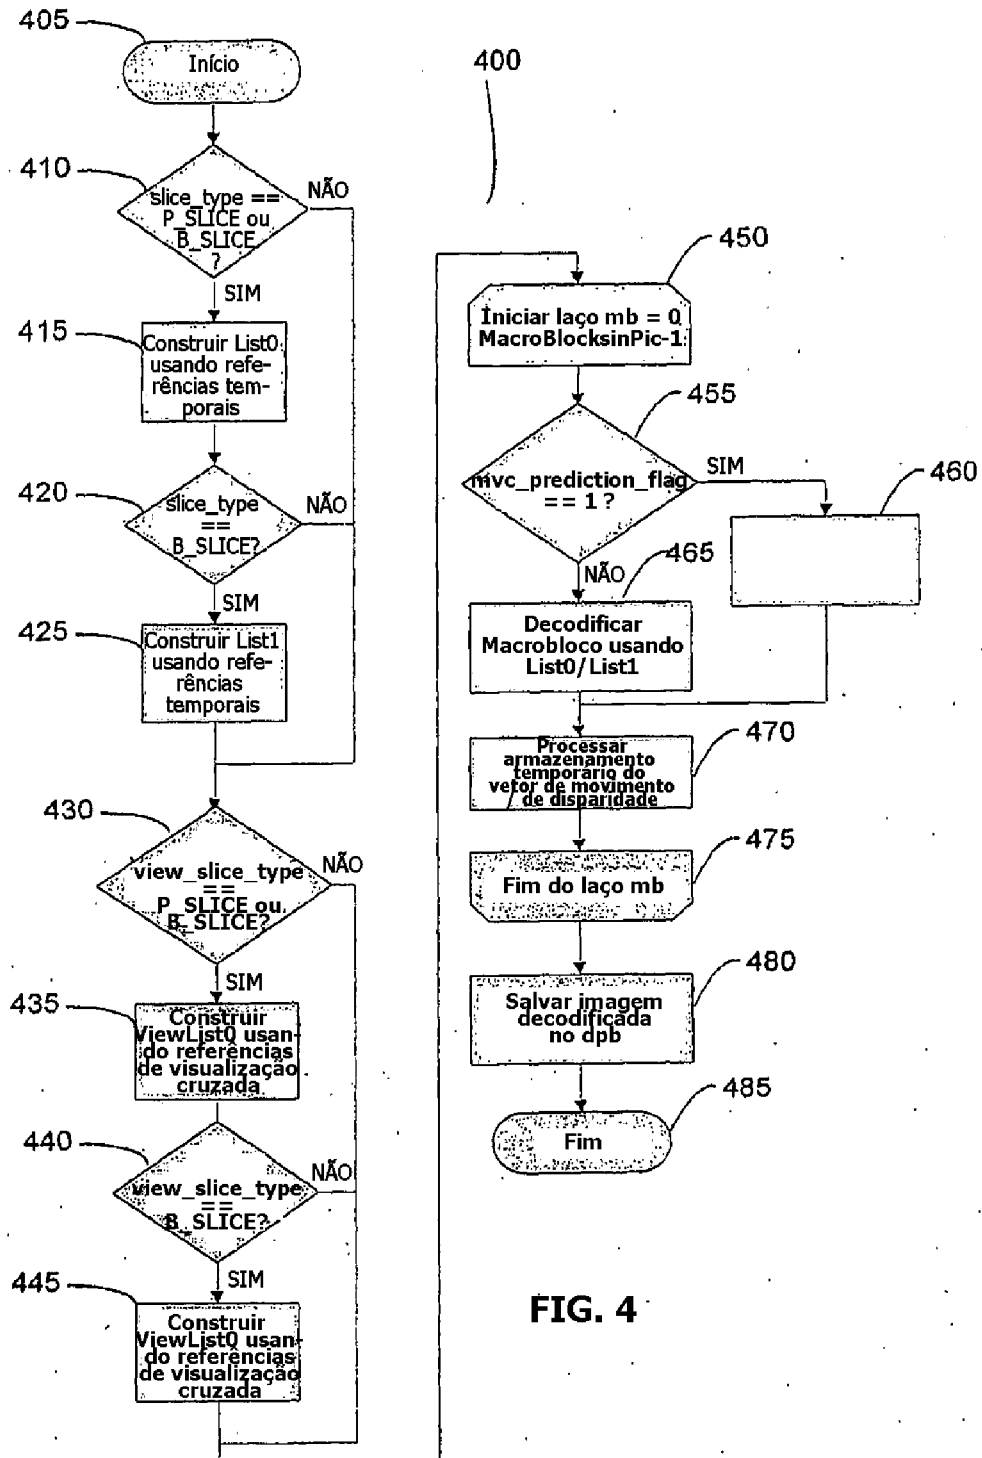 405
Início
400
410
slice_type ==
P_SLICE ou
B_SLICE
?
NÃO
SIM
415
Construir List0
usando refe-
rências tem-
porais
420
slice_type
==
B_SLICE?
NÃO
SIM
425
Construir List1
usando refe-
rências
temporais
430
view_slice_type
==
P_SLICE ou
B_SLICE?
NÃO
SIM
435
Construir
ViewList0 usan-
do referências
de visualização
cruzada
440
view_slice_type
==
B_SLICE?
NÃO
SIM
445
Construir
ViewList0 usan-
do referências
de visualização
cruzada
450
Iniciar laço mb = 0
MacroBlocksinPic-1
455
mvc_prediction_flag
== 1 ?
SIM
460
NÃO
465
Decodificar
Macrobloco usando
List0/List1
470
Processar
armazenamento
temporário do
vetor de movimento
/ de disparidade
475
Fim do laço mb
480
Salvar imagem
decodificada
no dpb
485
Fim
FIG. 4